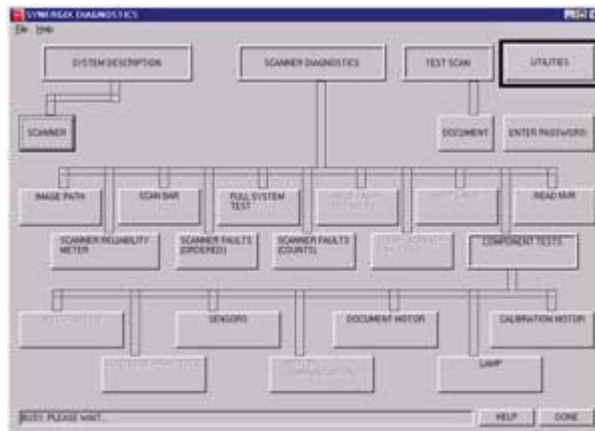 SYNERGIX DIAGNOSTICS
File Help
SYSTEM DESCRIPTION
SCANNER DIAGNOSTICS
TEST SCAN
UTILITIES
SCANNER
DOCUMENT
ENTER PASSWORD
IMAGE PATH
SCAN BAR
FULL SYSTEM
TEST
READ NVR
SCANNER RELIABILITY
METER
SCANNER FAULTS
(ORDERED)
SCANNER FAULTS
(COUNTS)
COMPONENT TESTS
SENSORS
DOCUMENT MOTOR
CALIBRATION MOTOR
LAMP
BUSY. PLEASE WAIT...
HELP
DONE